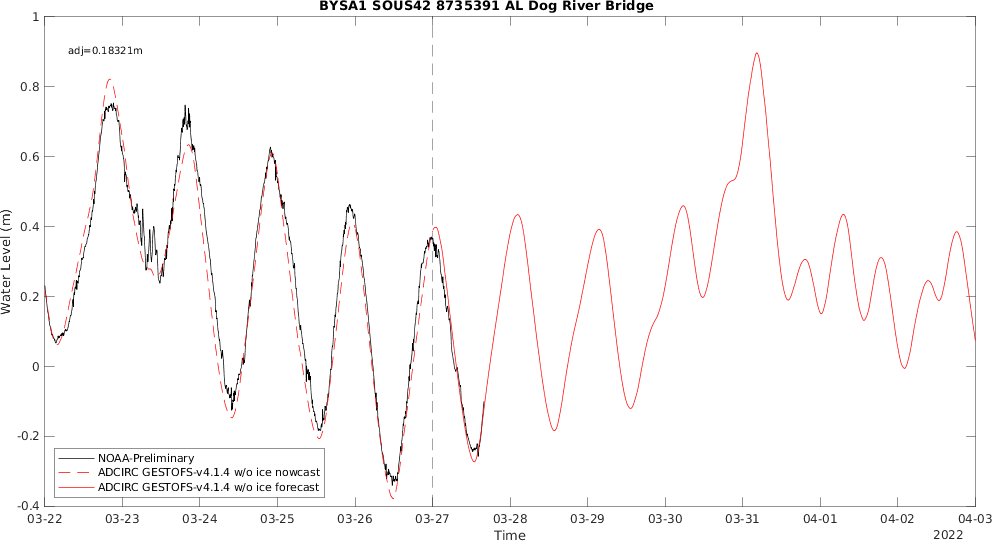 BYSA1 SOUS42 8735391 AL Dog River Bridge
adj=0.18321m
1
0.8
0.6
0.4
0.2
0
-0.2
-0.4
Water Level (m)
NOAA-Preliminary
ADCIRC GESTOFS-v4.1.4 w/o ice nowcast
ADCIRC GESTOFS-v4.1.4 w/o ice forecast
03-22 03-23 03-24 03-25 03-26 03-27 03-28 03-29 03-30 03-31 04-01 04-02 04-03
Time
2022